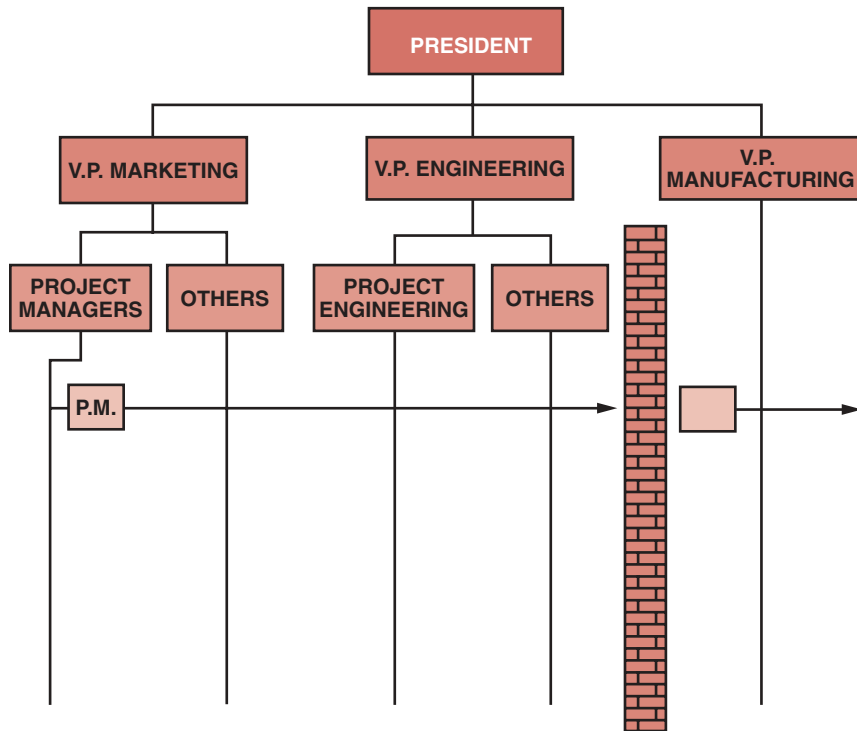 PRESIDENT
V.P. MARKETING
V.P. ENGINEERING
V.P.
MANUFACTURING
PROJECT
MANAGERS
OTHERS
PROJECT
ENGINEERING
OTHERS
P.M.